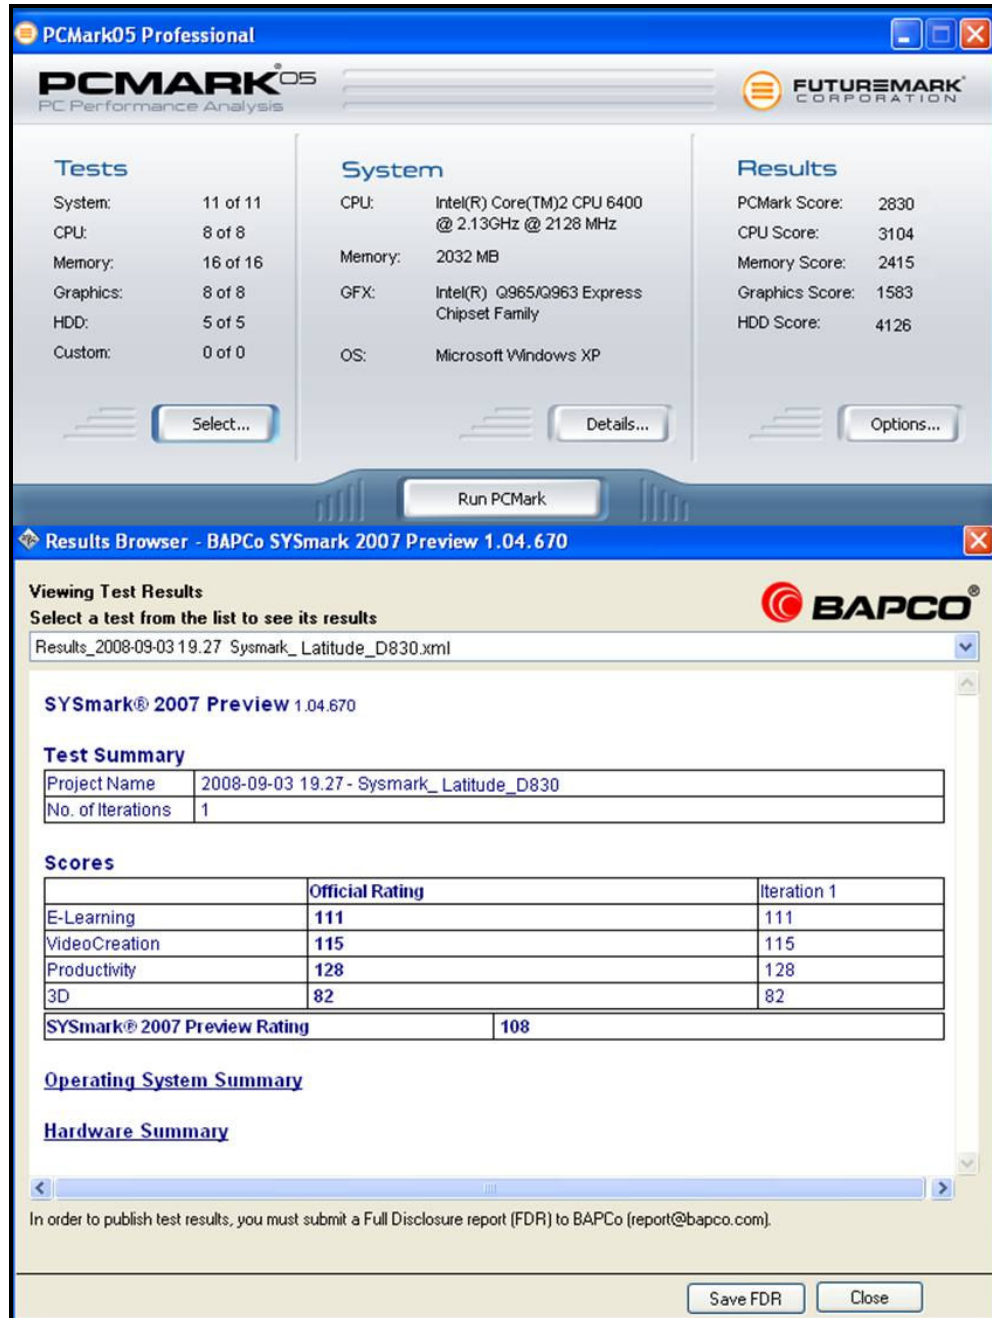 PCMark05 Professional
PCMARK®05
PC Performance Analysis
FUTUREMARK®
CORPORATION
Tests
System: 11 of 11
CPU: 8 of 8
Memory: 16 of 16
Graphics: 8 of 8
HDD: 5 of 5
Custom: 0 of 0
Select...
System
CPU: Intel(R) Core(TM)2 CPU 6400
@ 2.13GHz @ 2128 MHz
Memory: 2032 MB
GFX: Intel(R) Q965/Q963 Express
Chipset Family
OS: Microsoft Windows XP
Details...
Results
PCMark Score: 2830
CPU Score: 3104
Memory Score: 2415
Graphics Score: 1583
HDD Score: 4126
Options...
Run PCMark
Results Browser - BAPCo SYSmark 2007 Preview 1.04.670
Viewing Test Results
Select a test from the list to see its results
BAPCO®
Results_2008-09-03 19.27 Sysmark_ Latitude_D830.xml
SYSmark® 2007 Preview 1.04.670
Test Summary
Project Name 2008-09-03 19.27 - Sysmark_ Latitude_D830
No. of Iterations 1
Scores
Official Rating Iteration 1
E-Learning 111 111
VideoCreation 115 115
Productivity 128 128
3D 82 82
SYSmark® 2007 Preview Rating 108
Operating System Summary
Hardware Summary
In order to publish test results, you must submit a Full Disclosure report (FDR) to BAPCo (report@bapco.com).
Save FDR Close